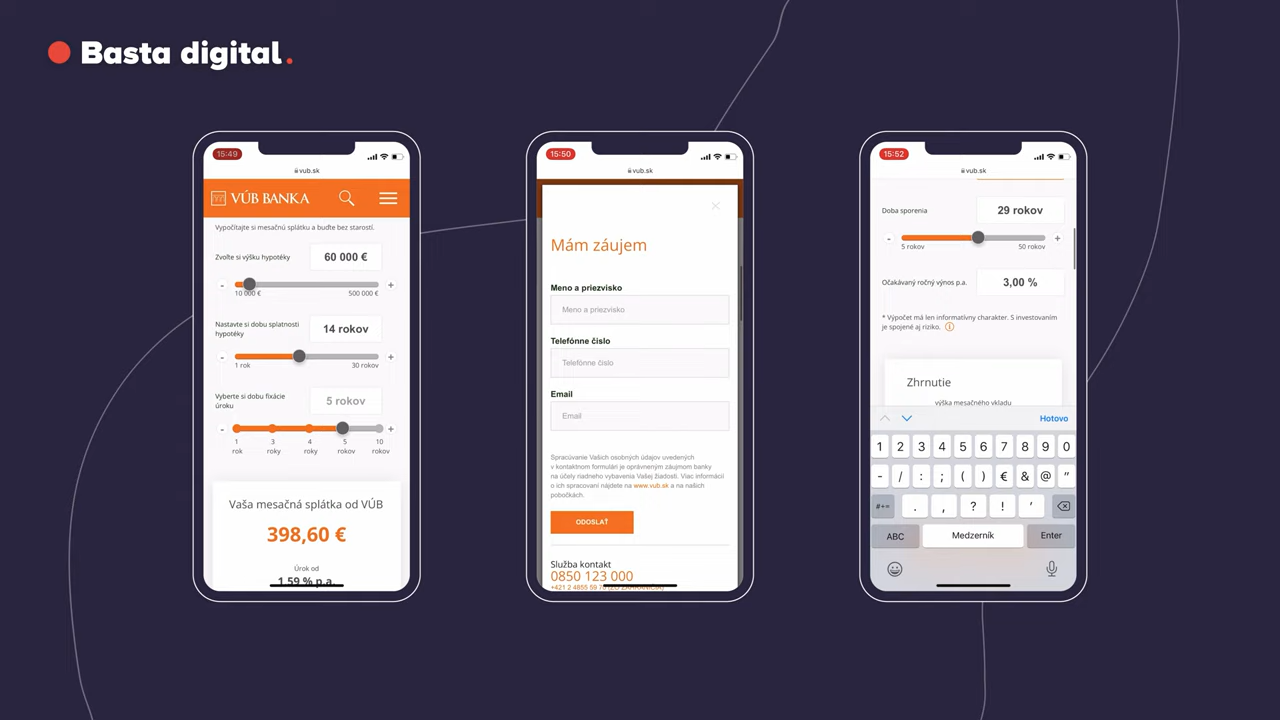 Basta digital.
15:49
vub.sk
VÚB BANKA
Vypočítajte si mesačnú splátku a buďte bez starostí.
Zvoľte si výšku hypotéky
60 000 €
-
+
10 000 €
500 000 €
Nastavte si dobu splatnosti
hypotéky
14 rokov
-
+
1 rok
30 rokov
Vyberte si dobu fixácie
úroku
5 rokov
-
+
1 3 4 5 10
rok roky roky rokov rokov
Vaša mesačná splátka od VÚB
398,60 €
Úrok od
1,59 % p.a.
15:50
vub.sk
Mám záujem
Meno a priezvisko
Meno a priezvisko
Telefónne číslo
Telefónne číslo
Email
Email
Spracúvanie Vašich osobných údajov uvedených
v kontaktnom formulári je oprávneným záujmom banky
na účely riadneho vybavenia Vašej žiadosti. Viac informácií
o ich spracovaní nájdete na www.vub.sk a na našich
pobočkách.
ODOSLAŤ
Služba kontakt
0850 123 000
15:52
vub.sk
Doba sporenia
29 rokov
-
+
5 rokov
50 rokov
Očakávaný ročný výnos p.a.
3,00 %
* Výpočet má len informatívny charakter. S investovaním
je spojené aj riziko.
Zhrnutie
výška mesačného vkladu
Hotovo
1 2 3 4 5 6 7 8 9 0
- / : ; ( ) € & @ "
#+= . , ? ! '
ABC Medzerník Enter